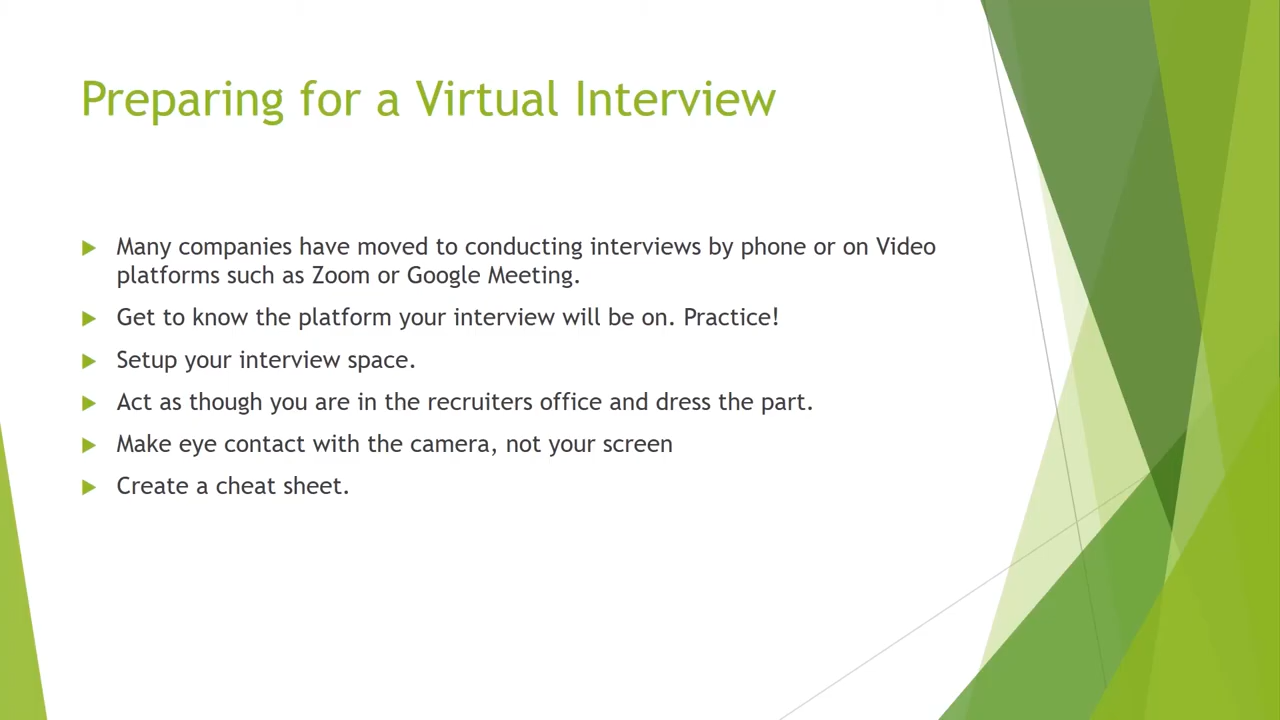 Preparing for a Virtual Interview
Many companies have moved to conducting interviews by phone or on Video
platforms such as Zoom or Google Meeting.
Get to know the platform your interview will be on. Practice!
Setup your interview space.
Act as though you are in the recruiters office and dress the part.
Make eye contact with the camera, not your screen
Create a cheat sheet.